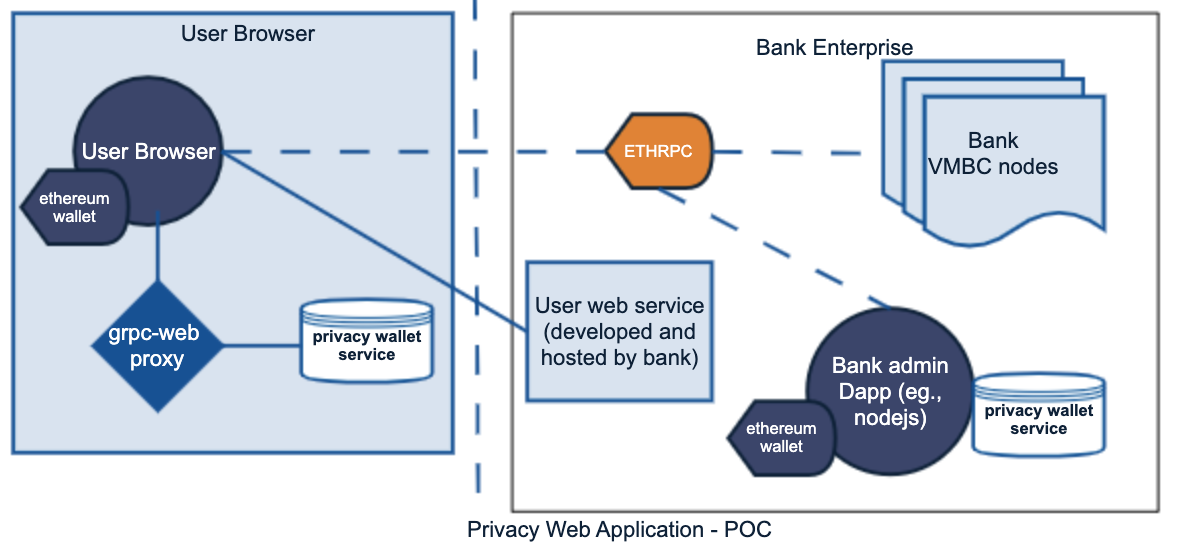 User Browser
Bank Enterprise
User Browser
ethereum
wallet
grpc-web
proxy
privacy wallet
service
ETHRPC
Bank
VMBC nodes
User web service
(developed and
hosted by bank)
Bank admin
Dapp (eg.,
nodejs)
ethereum
wallet
privacy wallet
service
Privacy Web Application - POC